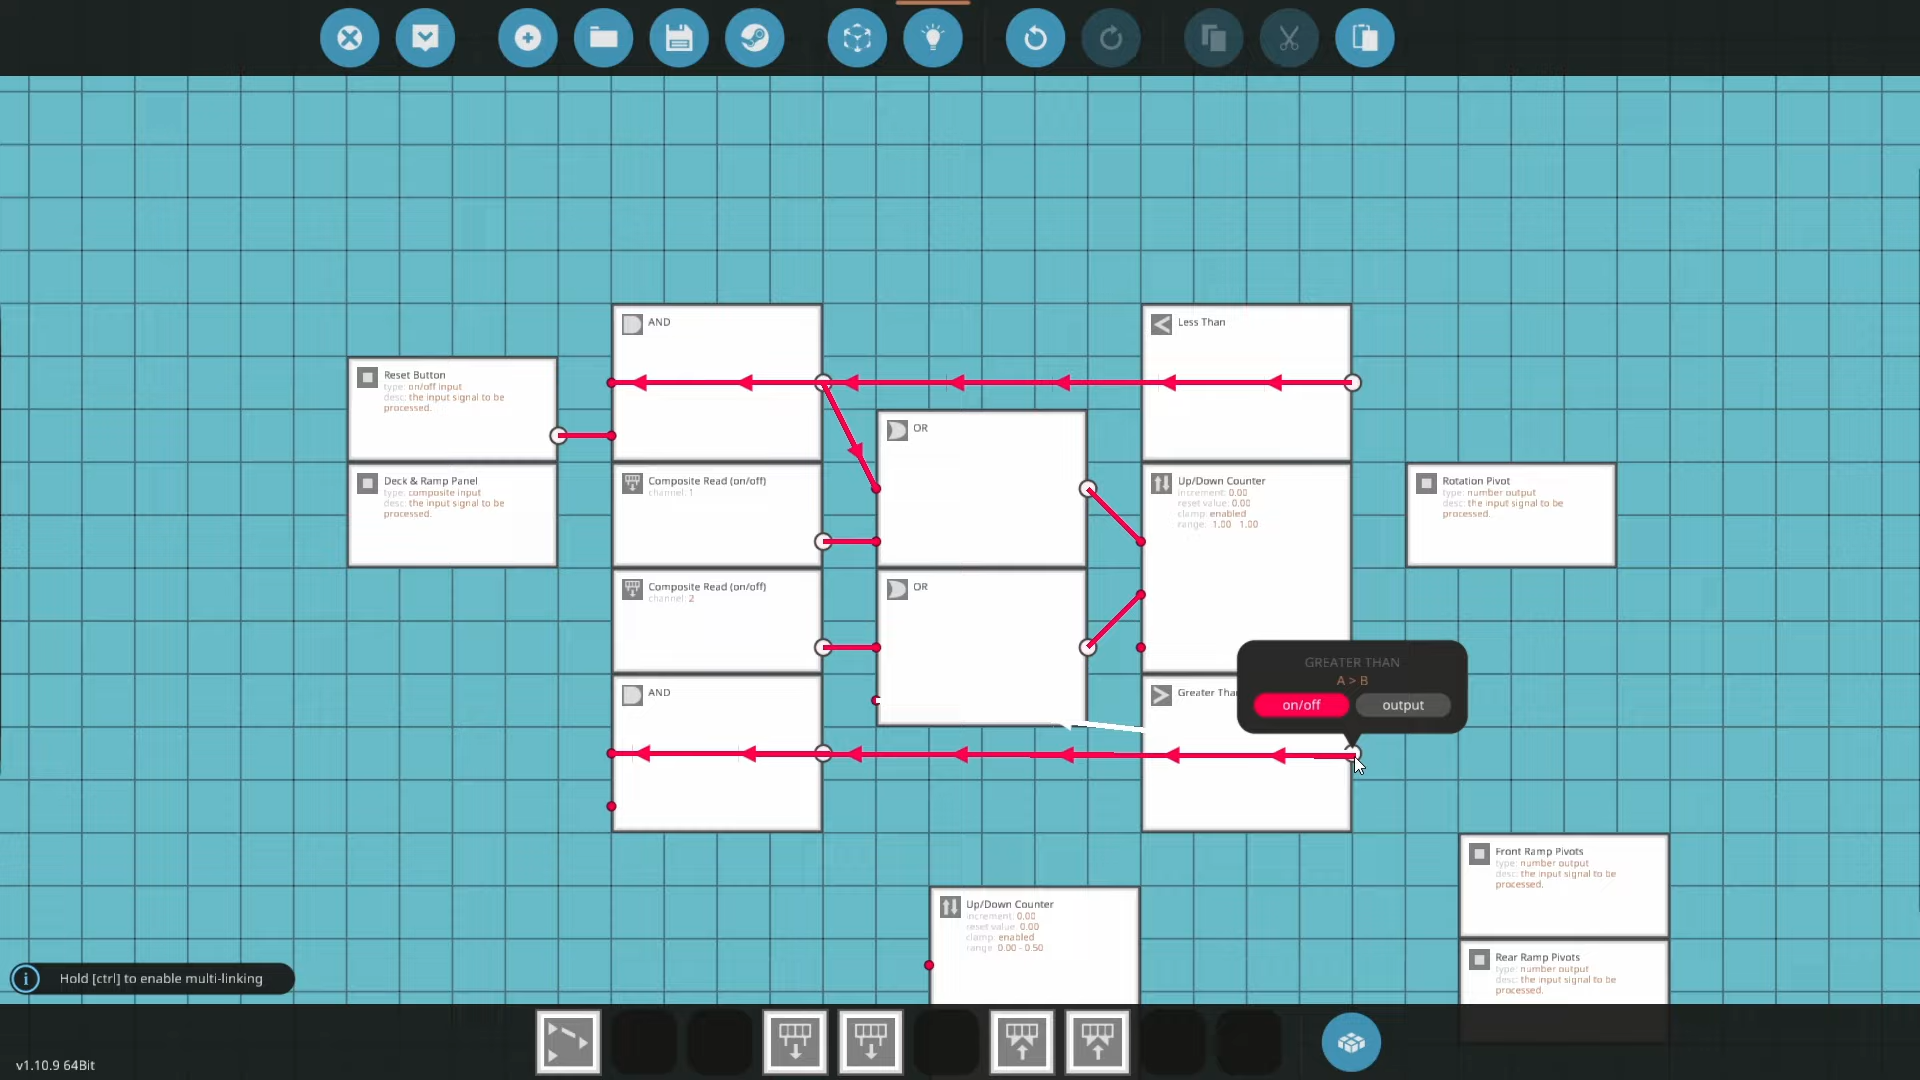 AND
Less Than
Reset Button
type: on/off input
desc: the input signal to be
processed.
OR
Deck & Ramp Panel
type: composite input
desc: the input signal to be
processed.
Composite Read (on/off)
channel: 1
Up/Down Counter
increment: 0.00
reset value: 0.00
clamp: enabled
range: 1.00 1.00
Rotation Pivot
type: number output
desc: the input signal to be
processed.
Composite Read (on/off)
channel: 2
OR
AND
Greater Tha
GREATER THAN
A > B
on/off
output
Front Ramp Pivots
type: number output
desc: the input signal to be
processed.
Up/Down Counter
increment: 0.00
reset value: 0.00
clamp: enabled
range: 0.00 - 0.50
Rear Ramp Pivots
type: number output
desc: the input signal to be
processed.
Hold [ctrl] to enable multi-linking
v1.10.9 64Bit